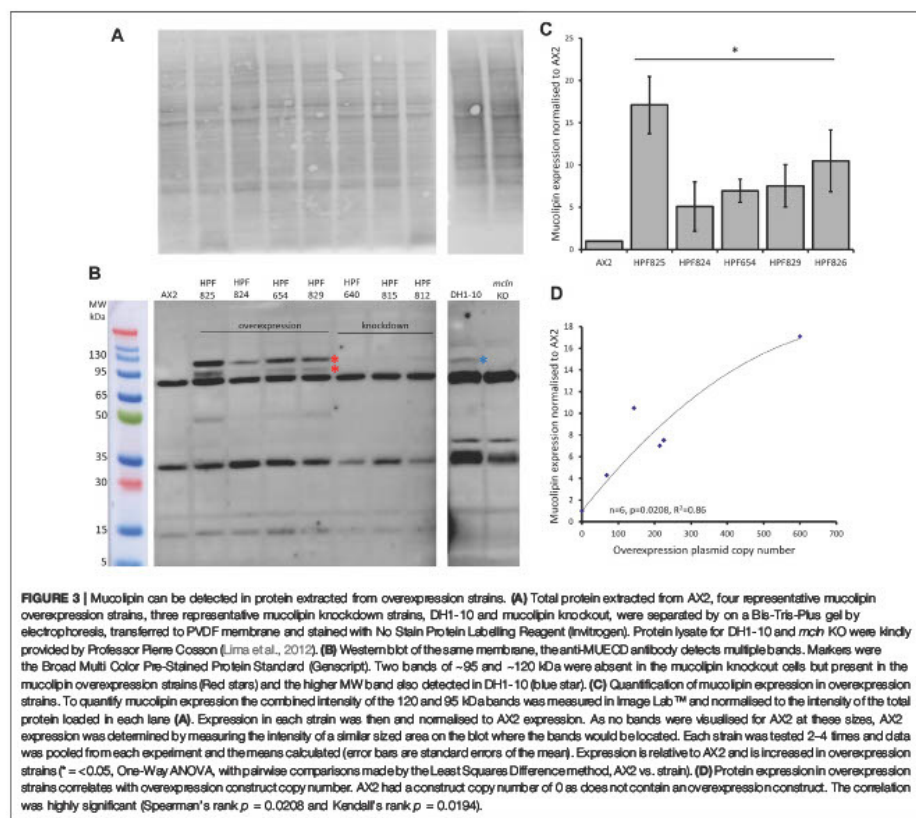 A
C
Mucolipin expression normalised to AX2
25
20
15
10
5
0
*
AX2 HPF825 HPF824 HPF654 HPF829 HPF826
B
MW
kDa
130
95
65
50
35
30
15
5
AX2 HPF 825 HPF 824 HPF 654 HPF 829 HPF 640 HPF 815 HPF 812 DH1-10 mcln KO
overexpression knockdown
*
*
*
D
Mucolipin expression normalised to AX2
18
16
14
12
10
8
6
4
2
0
n=6, p=0.0208, R²=0.86
0 100 200 300 400 500 600 700
Overexpression plasmid copy number
FIGURE 3 | Mucolipin can be detected in protein extracted from overexpression strains. (A) Total protein extracted from AX2, four representative mucolipin
overexpression strains, three representative mucolipin knockdown strains, DH1-10 and mucolipin knockout, were separated by on a Bis-Tris-Plus gel by
electrophoresis, transferred to PVDF membrane and stained with No Stain Protein Labelling Reagent (Invitrogen). Protein lysate for DH1-10 and mcln KO were kindly
provided by Professor Pierre Cosson (Lima et al., 2012). (B) Western blot of the same membrane, the anti-MUECD antibody detects multiple bands. Markers were
the Broad Multi Color Pre-Stained Protein Standard (Genscript). Two bands of ~95 and ~120 kDa were absent in the mucolipin knockout cells but present in the
mucolipin overexpression strains (Red stars) and the higher MW band also detected in DH1-10 (blue star). (C) Quantification of mucolipin expression in overexpression
strains. To quantify mucolipin expression the combined intensity of the 120 and 95 kDa bands was measured in Image Lab™ and normalised to the intensity of the total
protein loaded in each lane (A). Expression in each strain was then and normalised to AX2 expression. As no bands were visualised for AX2 at these sizes, AX2
expression was determined by measuring the intensity of a similar sized area on the blot where the bands would be located. Each strain was tested 2–4 times and data
was pooled from each experiment and the means calculated (error bars are standard errors of the mean). Expression is relative to AX2 and is increased in overexpression
strains (* = <0.05, One-Way ANOVA, with pairwise comparisons made by the Least Squares Difference method, AX2 vs. strain). (D) Protein expression in overexpression
strains correlates with overexpression construct copy number. AX2 had a construct copy number of 0 as does not contain an overexpression construct. The correlation
was highly significant (Spearman's rank p = 0.0208 and Kendall's rank p = 0.0194).